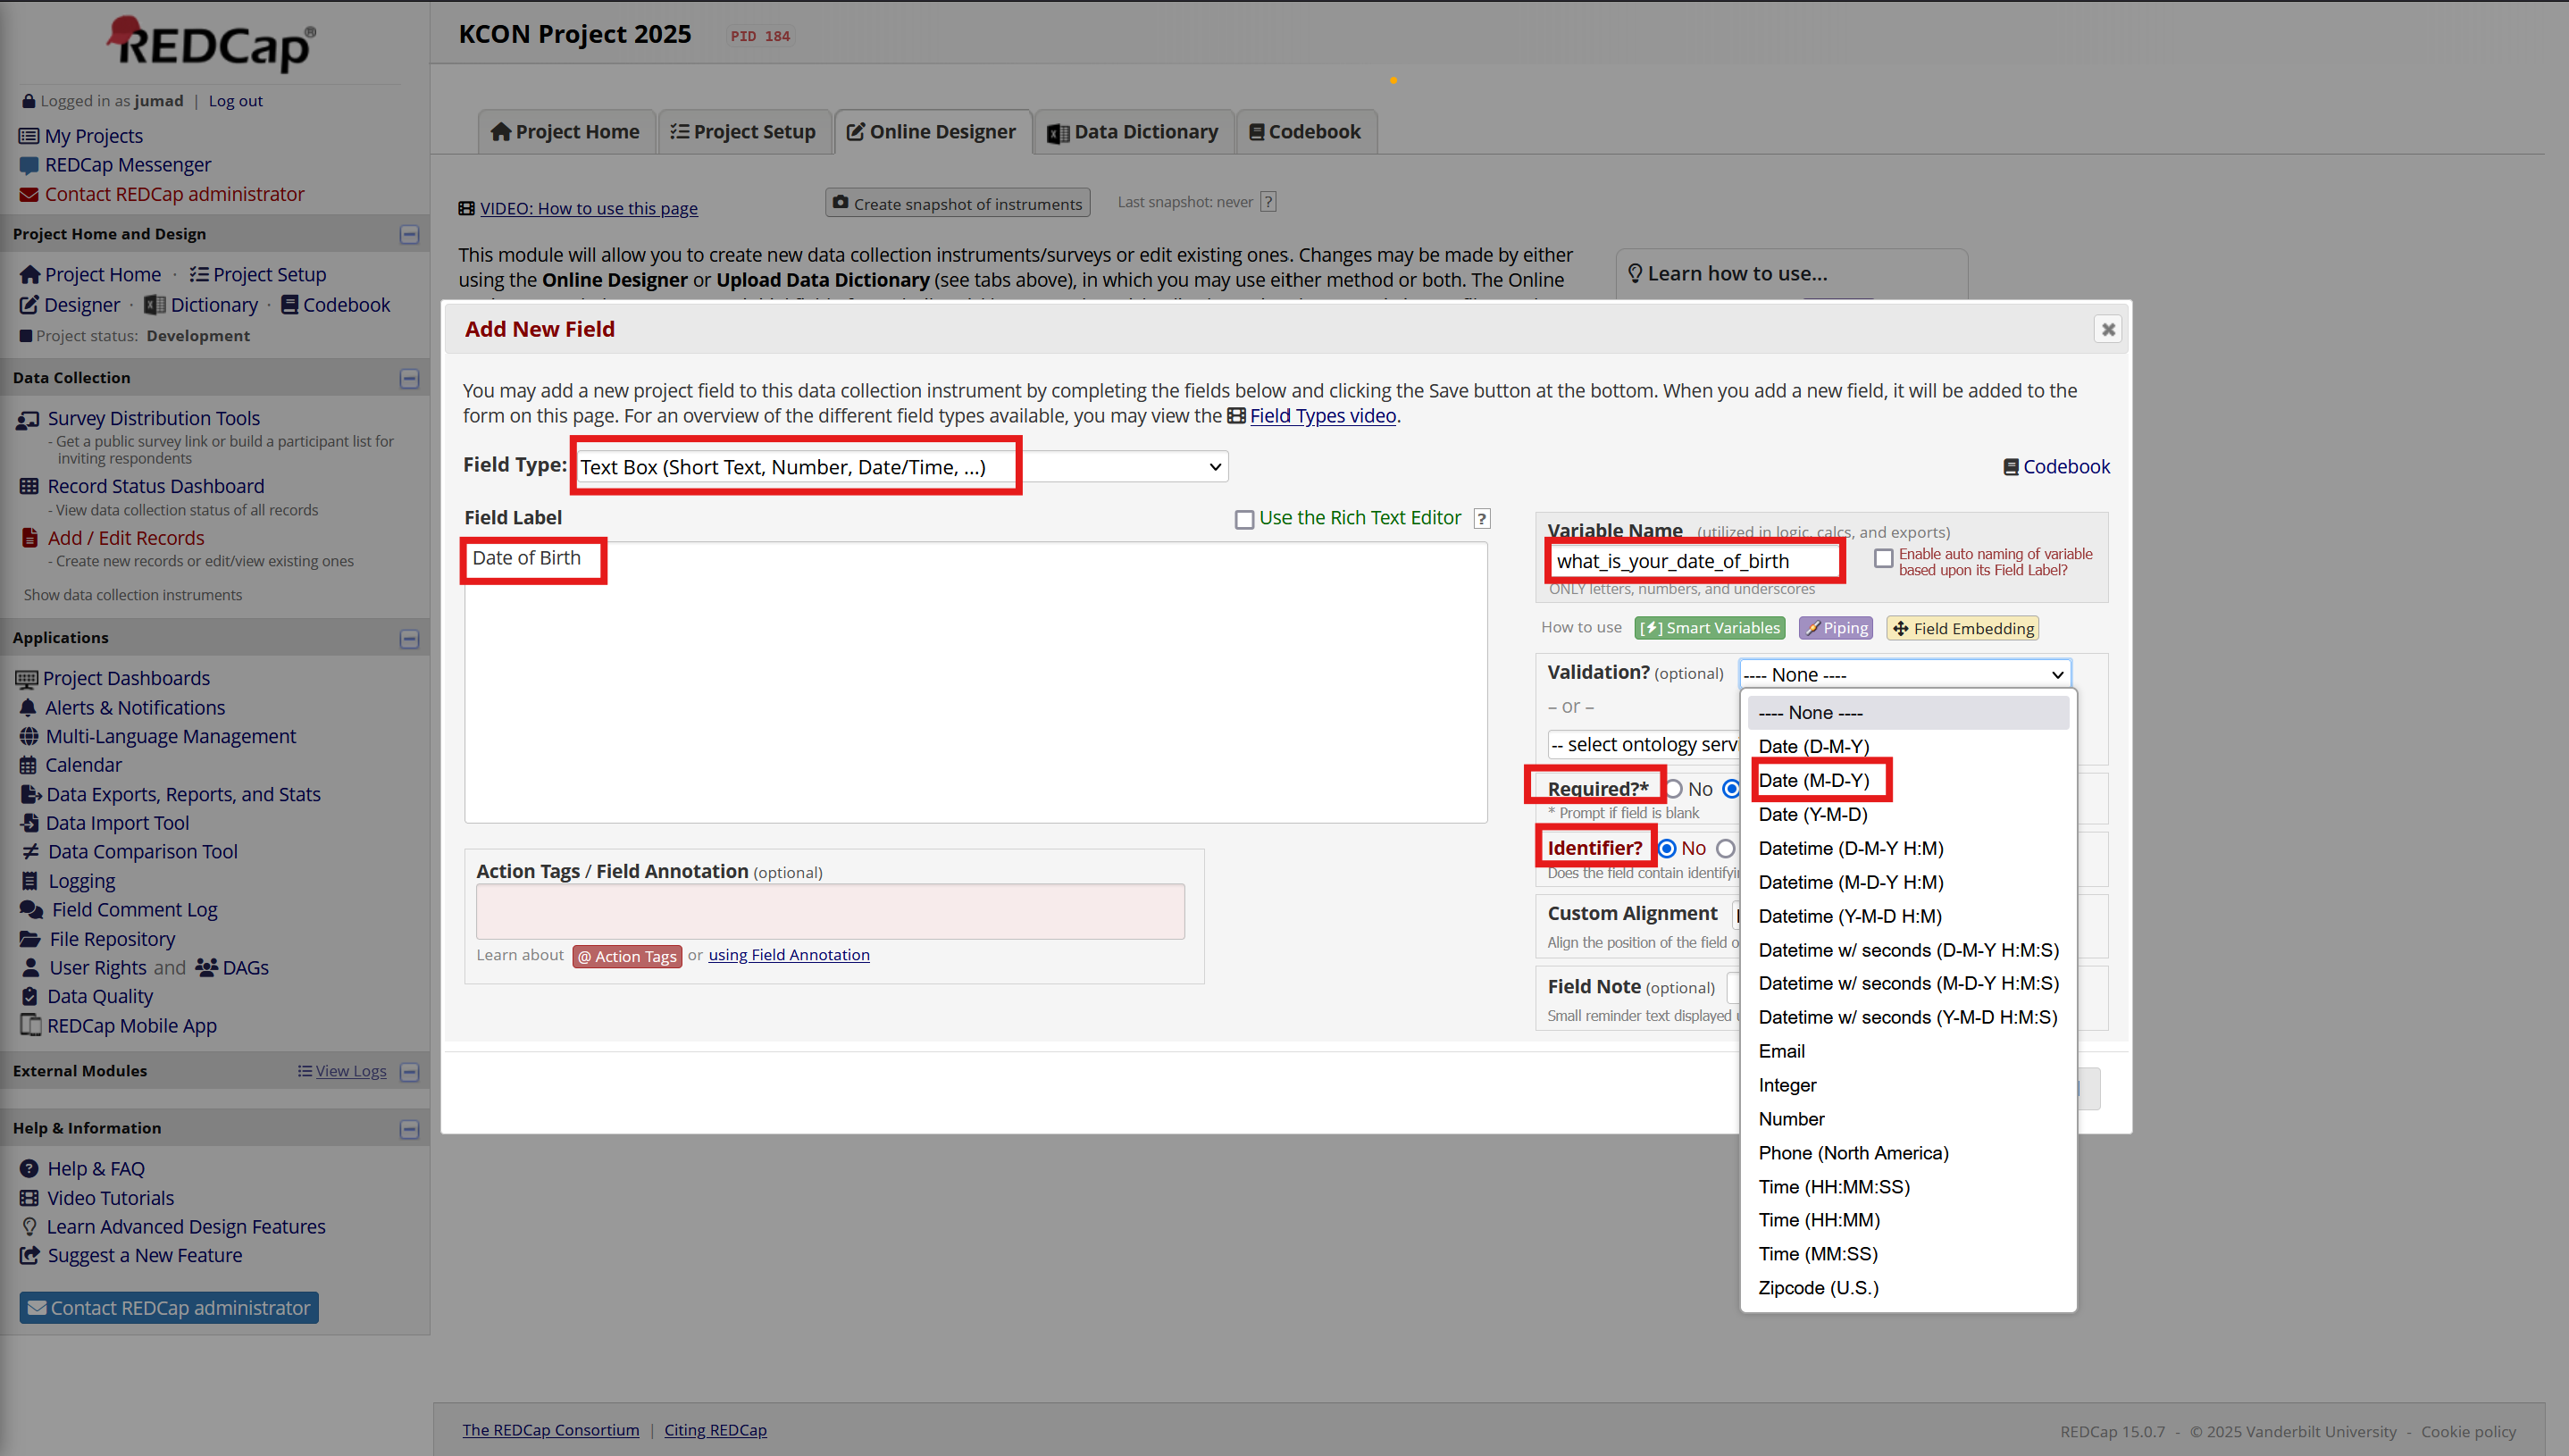 REDCap®
Logged in as jumad | Log out
My Projects
REDCap Messenger
Contact REDCap administrator
Project Home and Design
Project Home · Project Setup
Designer · Dictionary · Codebook
Project status: Development
Data Collection
Survey Distribution Tools
- Get a public survey link or build a participant list for
inviting respondents
Record Status Dashboard
- View data collection status of all records
Add / Edit Records
- Create new records or edit/view existing ones
Show data collection instruments
Applications
Project Dashboards
Alerts & Notifications
Multi-Language Management
Calendar
Data Exports, Reports, and Stats
Data Import Tool
Data Comparison Tool
Logging
Field Comment Log
File Repository
User Rights and DAGs
Data Quality
REDCap Mobile App
External Modules View Logs
Help & Information
Help & FAQ
Video Tutorials
Learn Advanced Design Features
Suggest a New Feature
Contact REDCap administrator
KCON Project 2025 PID 184
Project Home Project Setup Online Designer Data Dictionary Codebook
VIDEO: How to use this page Create snapshot of instruments Last snapshot: never ?
This module will allow you to create new data collection instruments/surveys or edit existing ones. Changes may be made by either
using the Online Designer or Upload Data Dictionary (see tabs above), in which you may use either method or both. The Online
Learn how to use...
Add New Field
You may add a new project field to this data collection instrument by completing the fields below and clicking the Save button at the bottom. When you add a new field, it will be added to the
form on this page. For an overview of the different field types available, you may view the Field Types video.
Field Type: Text Box (Short Text, Number, Date/Time, ...)
Codebook
Field Label Use the Rich Text Editor ?
Date of Birth
Action Tags / Field Annotation (optional)
Learn about @ Action Tags or using Field Annotation
Variable Name (utilized in logic, calcs, and exports)
what_is_your_date_of_birth
Enable auto naming of variable
based upon its Field Label?
ONLY letters, numbers, and underscores
How to use [ ] Smart Variables Piping Field Embedding
Validation? (optional) ---- None ----
– or –
-- select ontology servi
Required?* No
* Prompt if field is blank
Identifier? No
Does the field contain identifyi
Custom Alignment
Align the position of the field o
Field Note (optional)
Small reminder text displayed
---- None ----
Date (D-M-Y)
Date (M-D-Y)
Date (Y-M-D)
Datetime (D-M-Y H:M)
Datetime (M-D-Y H:M)
Datetime (Y-M-D H:M)
Datetime w/ seconds (D-M-Y H:M:S)
Datetime w/ seconds (M-D-Y H:M:S)
Datetime w/ seconds (Y-M-D H:M:S)
Email
Integer
Number
Phone (North America)
Time (HH:MM:SS)
Time (HH:MM)
Time (MM:SS)
Zipcode (U.S.)
The REDCap Consortium | Citing REDCap
REDCap 15.0.7 - © 2025 Vanderbilt University - Cookie policy